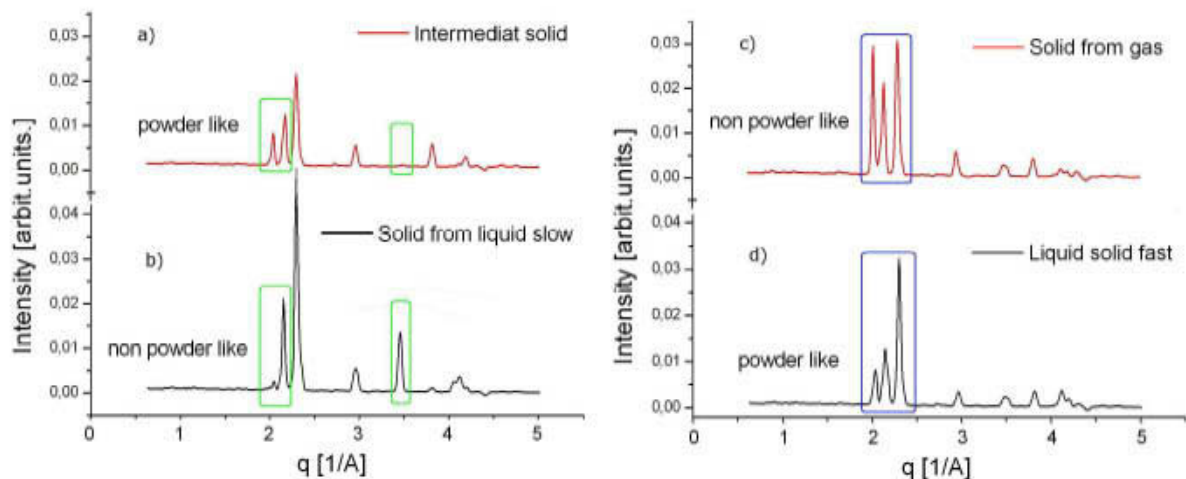 a)
Intermediat solid
powder like
0,03
0,02
0,01
0,00
Intensity [arbit.units.]
b)
Solid from liquid slow
non powder like
0,04
0,03
0,02
0,01
0,00
0 1 2 3 4 5
q [1/A]
c)
Solid from gas
non powder like
0,03
0,02
0,01
0,00
Intensity [arbit.units.]
d)
Liquid solid fast
powder like
0,04
0,03
0,02
0,01
0,00
0 1 2 3 4 5
q [1/A]